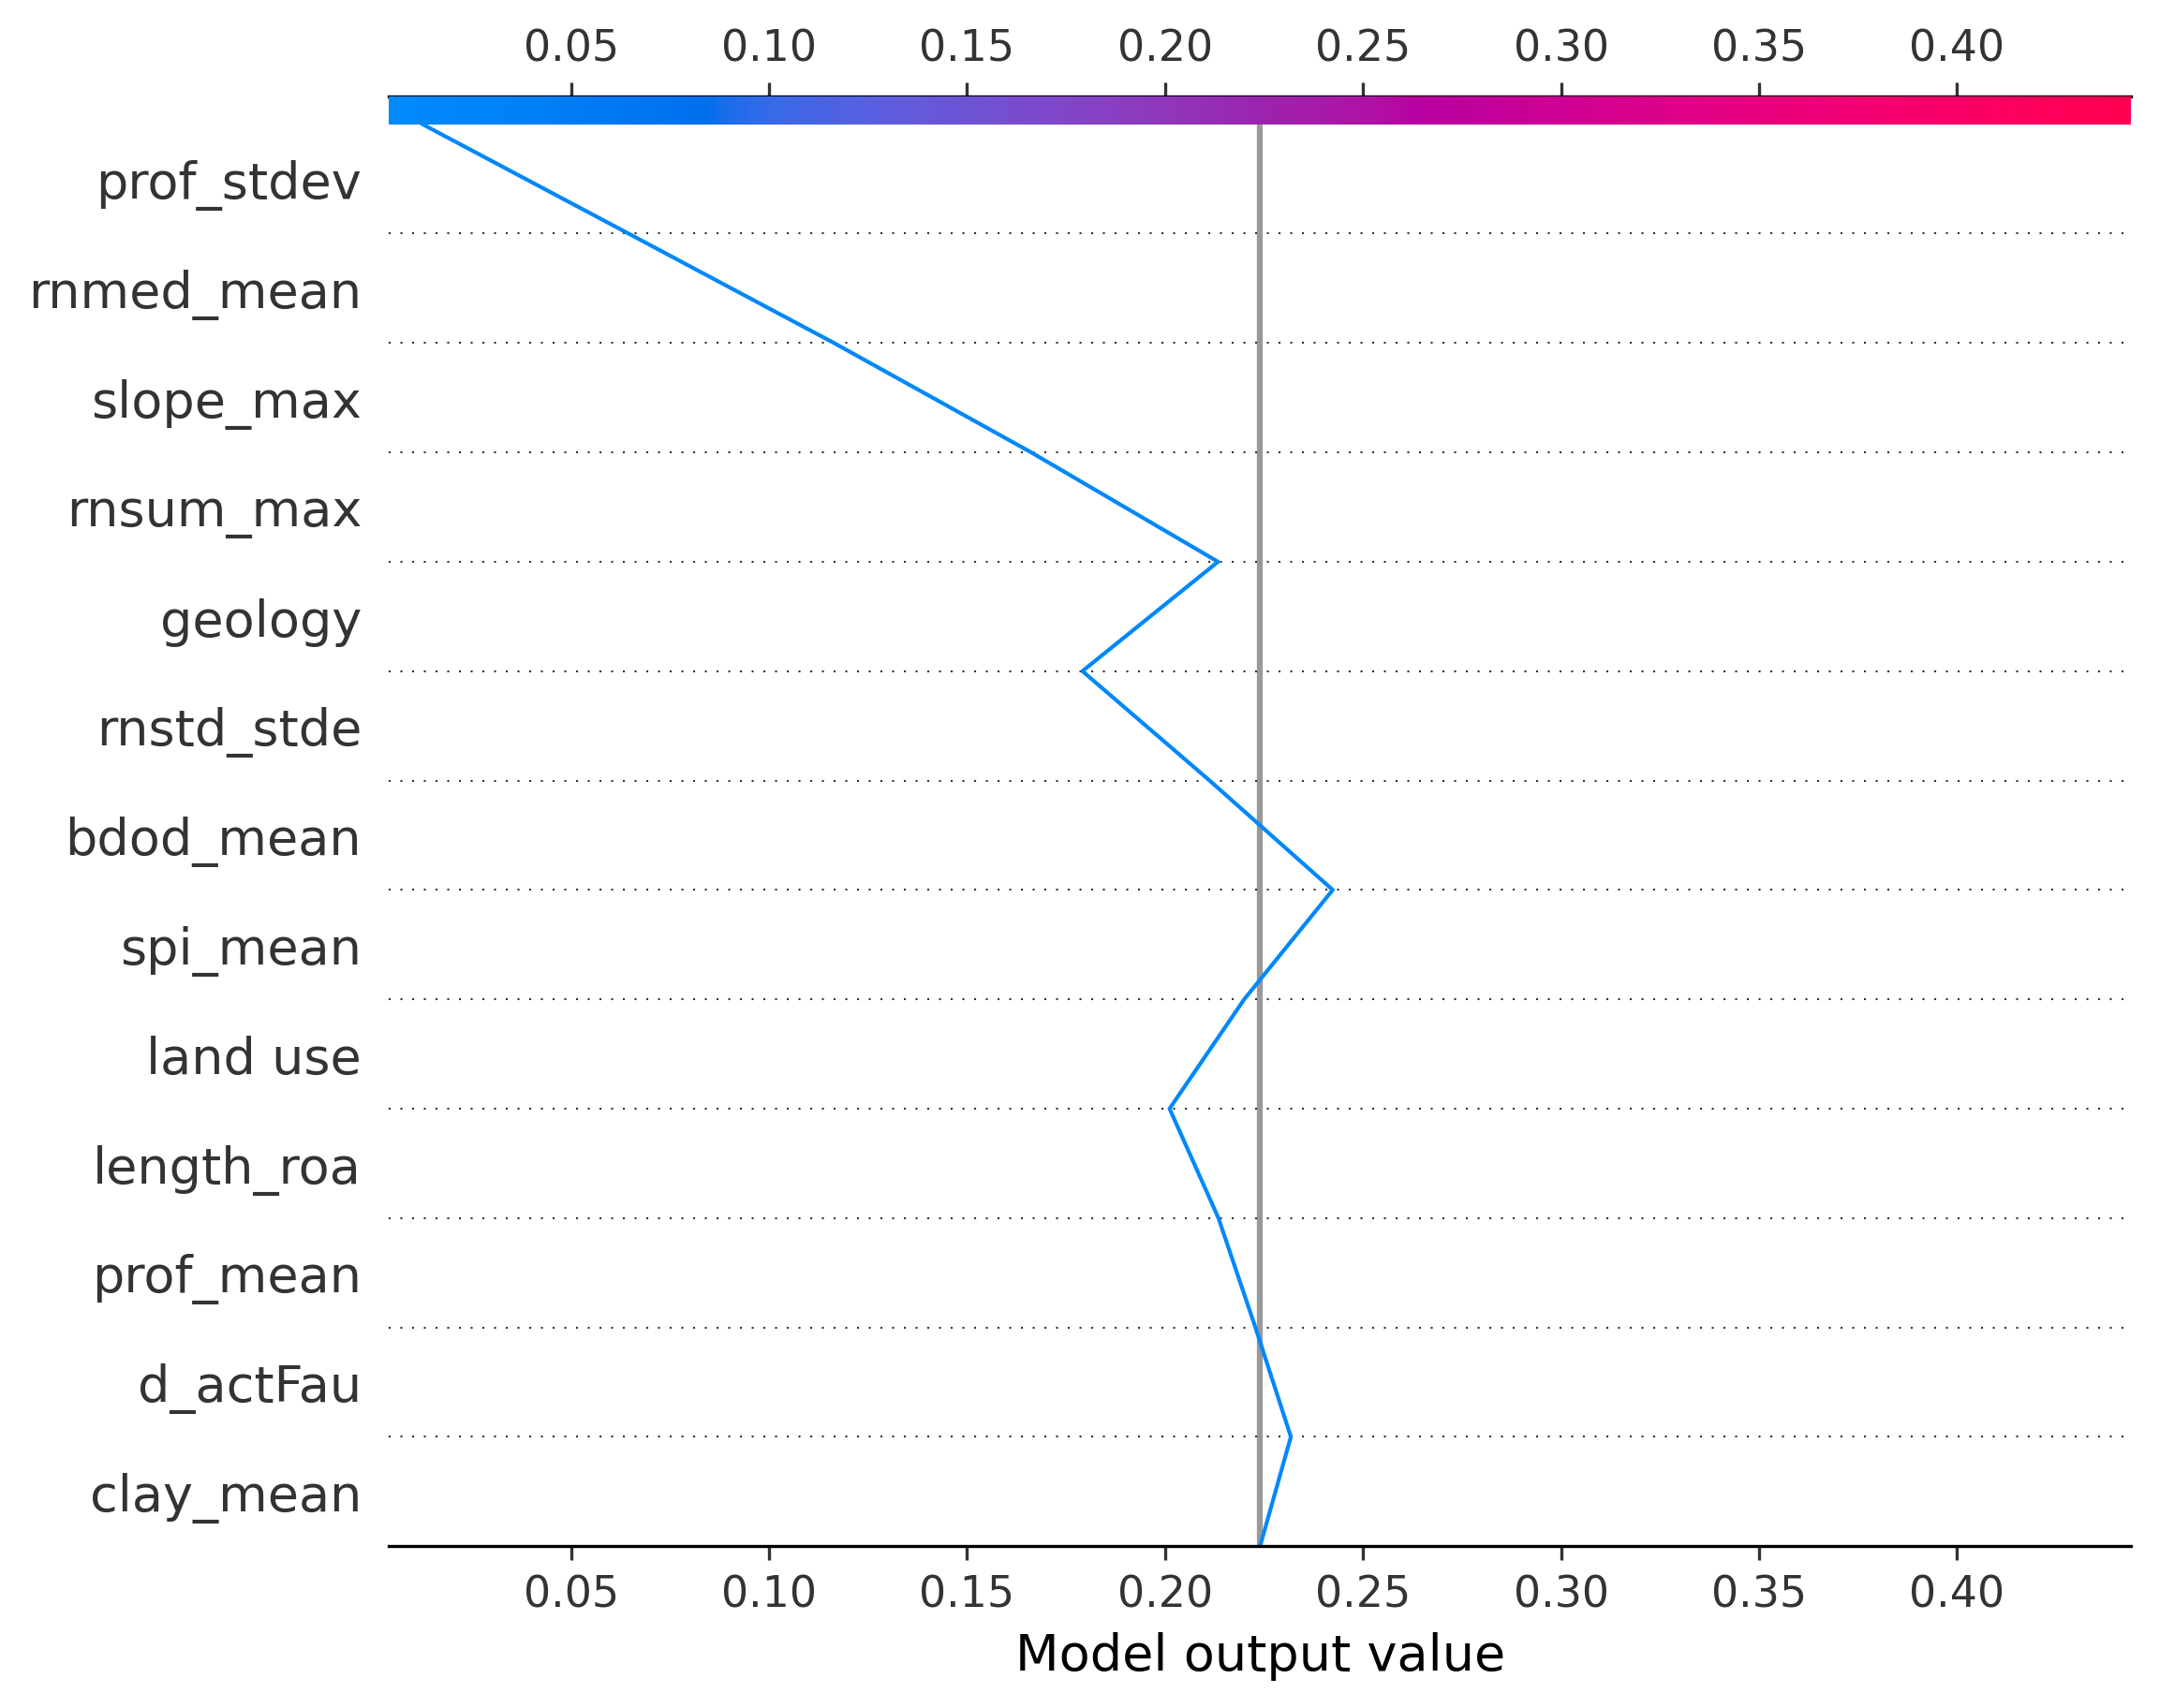 0.05 0.10 0.15 0.20 0.25 0.30 0.35 0.40
prof_stdev
rnmed_mean
slope_max
rnsum_max
geology
rnstd_stde
bdod_mean
spi_mean
land use
length_roa
prof_mean
d_actFau
clay_mean
0.05 0.10 0.15 0.20 0.25 0.30 0.35 0.40
Model output value